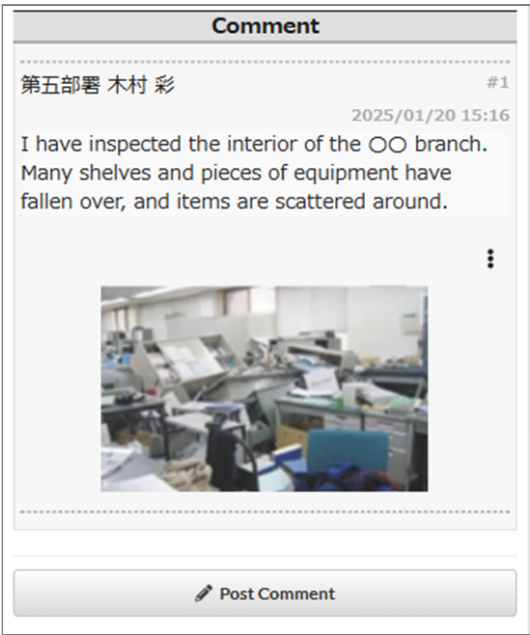 Comment
第五部署 木村 彩
#1
2025/01/20 15:16
I have inspected the interior of the 〇〇 branch.
Many shelves and pieces of equipment have
fallen over, and items are scattered around.
Post Comment